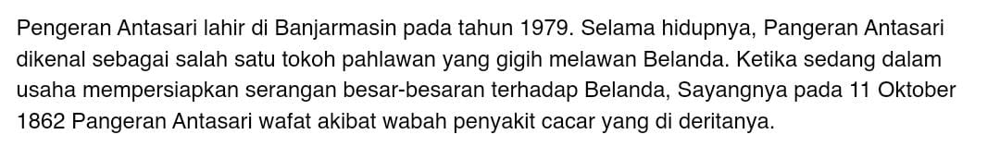 Pengeran Antasari lahir di Banjarmasin pada tahun 1979. Selama hidupnya, Pangeran Antasari
dikenal sebagai salah satu tokoh pahlawan yang gigih melawan Belanda. Ketika sedang dalam
usaha mempersiapkan serangan besar-besaran terhadap Belanda, Sayangnya pada 11 Oktober
1862 Pangeran Antasari wafat akibat wabah penyakit cacar yang di deritanya.